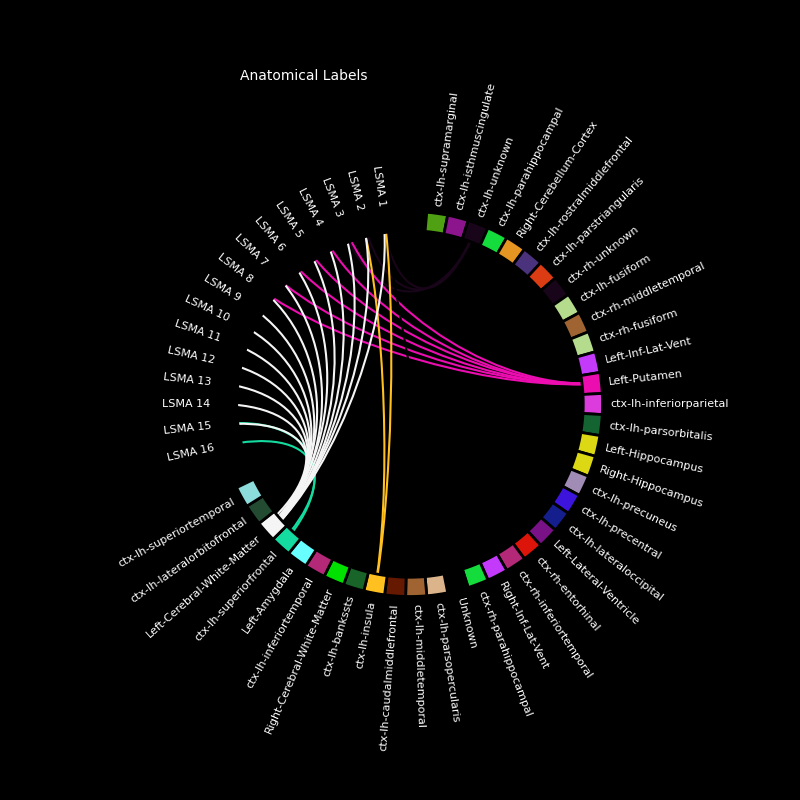 Anatomical Labels
ctx-lh-supramarginal
ctx-lh-isthmuscingulate
ctx-lh-unknown
ctx-lh-parahippocampal
Right-Cerebellum-Cortex
ctx-lh-rostralmiddlefrontal
ctx-lh-parstriangularis
ctx-rh-unknown
ctx-lh-fusiform
ctx-rh-middletemporal
ctx-rh-fusiform
Left-Inf-Lat-Vent
Left-Putamen
ctx-lh-inferiorparietal
ctx-lh-parsorbitalis
Left-Hippocampus
Right-Hippocampus
ctx-lh-precuneus
ctx-lh-precentral
ctx-lh-lateraloccipital
Left-Lateral-Ventricle
ctx-rh-entorhinal
ctx-rh-inferiortemporal
Right-Inf-Lat-Vent
ctx-rh-parahippocampal
Unknown
ctx-lh-parsopercularis
ctx-lh-middletemporal
ctx-lh-caudalmiddlefrontal
ctx-lh-insula
ctx-lh-bankssts
Right-Cerebral-White-Matter
ctx-lh-inferiortemporal
Left-Amygdala
ctx-lh-superiorfrontal
Left-Cerebral-White-Matter
ctx-lh-lateralorbitofrontal
ctx-lh-superiortemporal
LSMA 16
LSMA 15
LSMA 14
LSMA 13
LSMA 12
LSMA 11
LSMA 10
LSMA 9
LSMA 8
LSMA 7
LSMA 6
LSMA 5
LSMA 4
LSMA 3
LSMA 2
LSMA 1